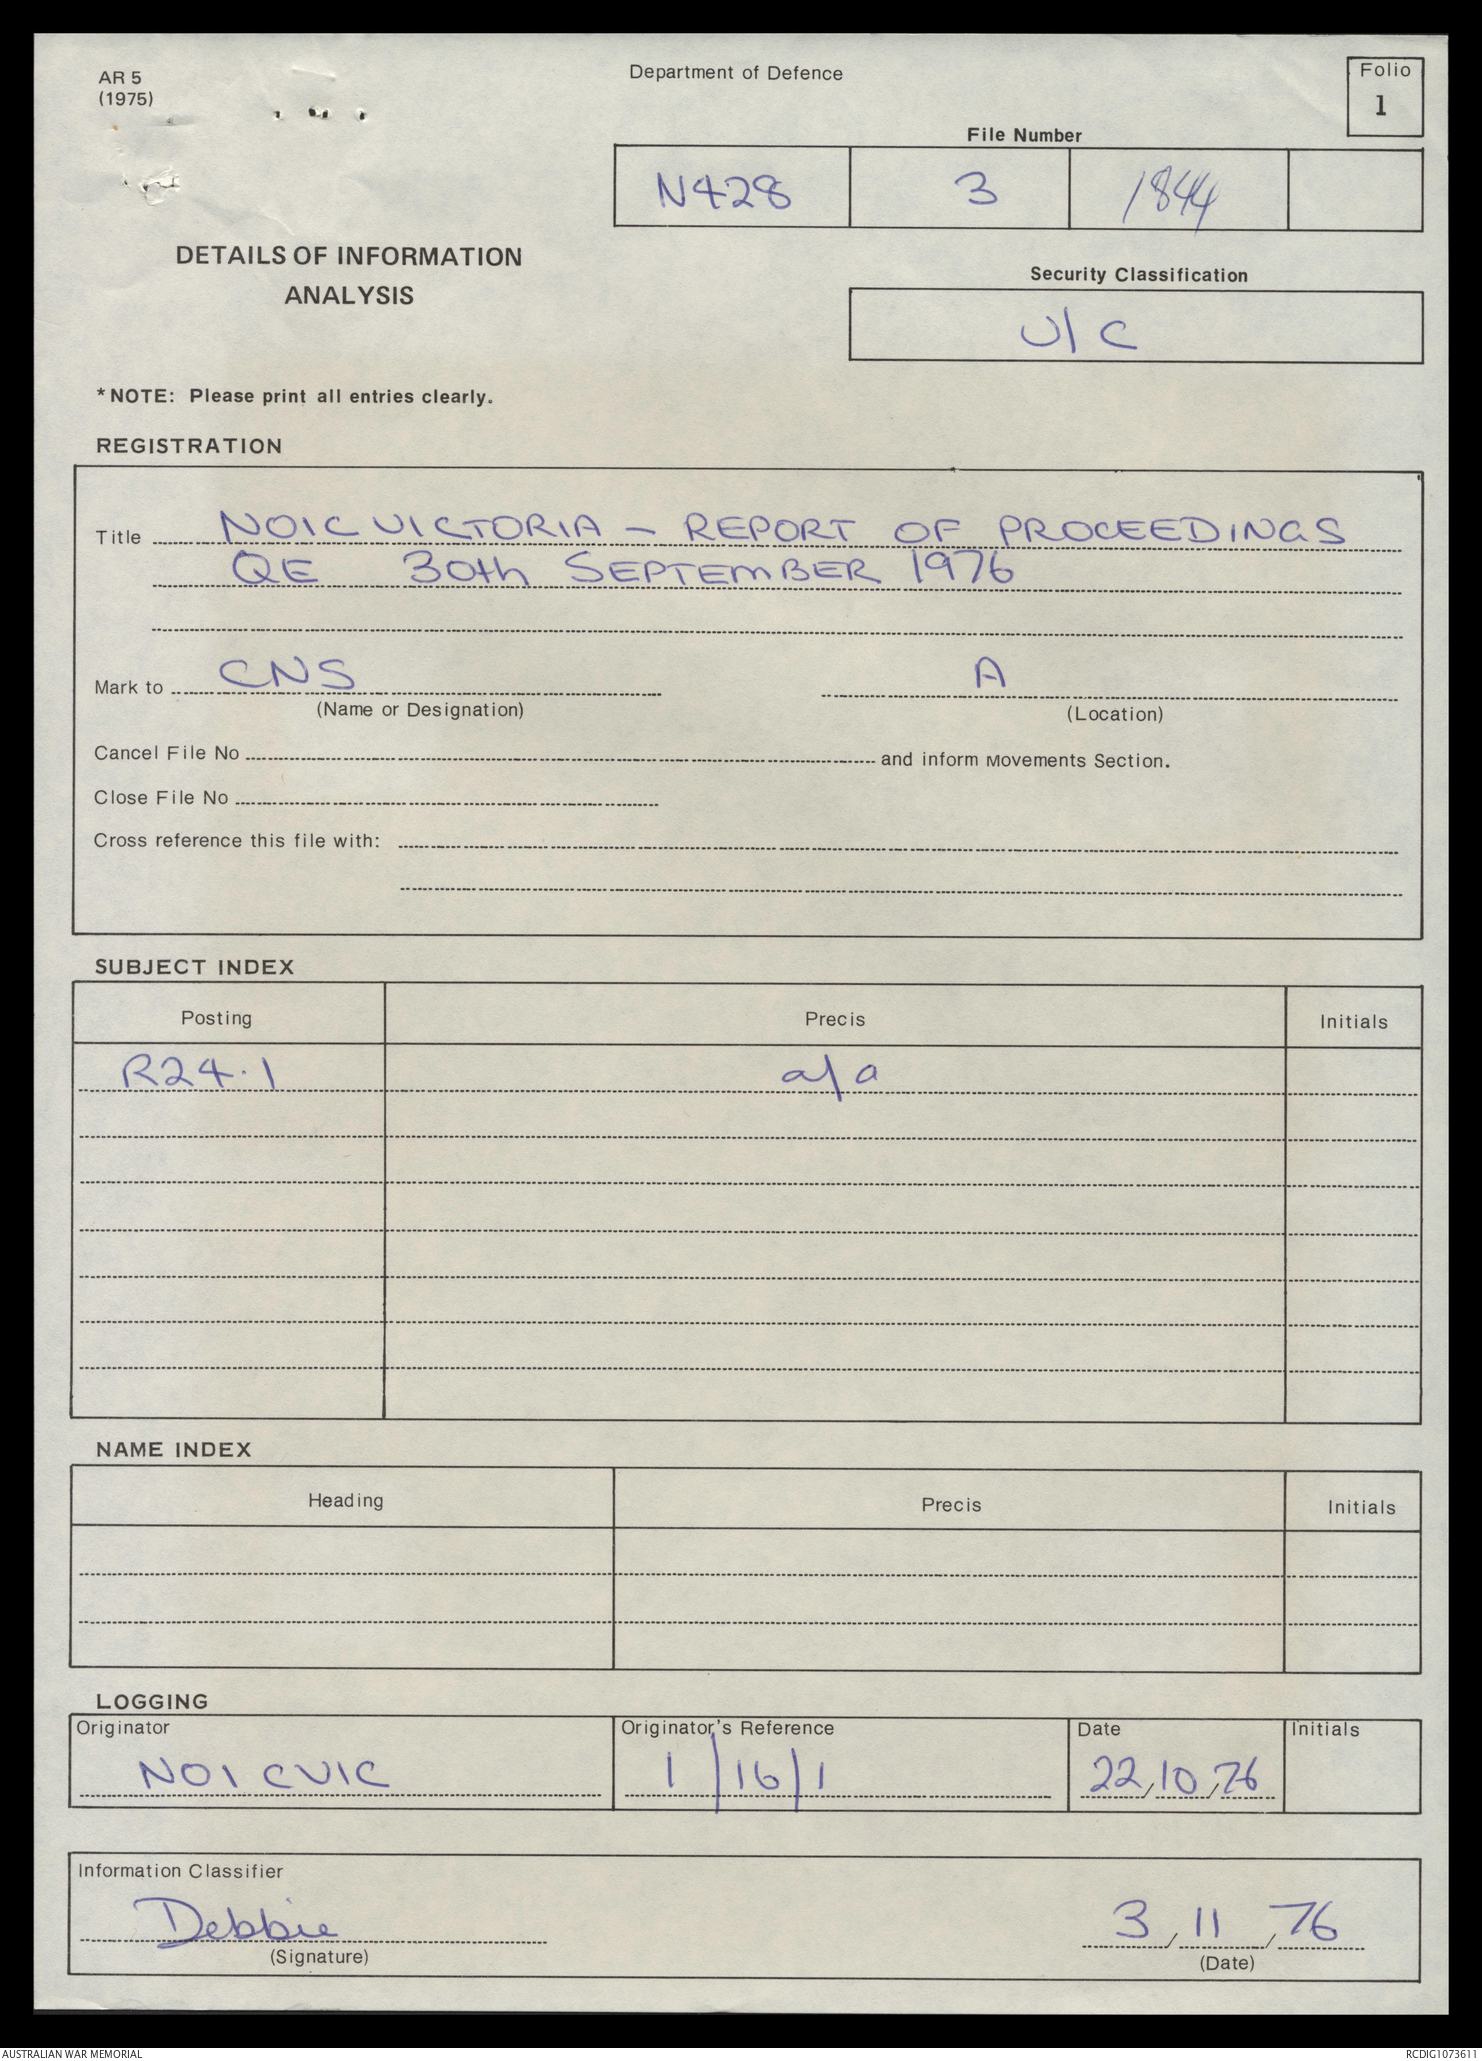 AR 5
(1975)
Department of Defence
Folio
1
File Number
N428 3 1844
DETAILS OF INFORMATION
ANALYSIS
Security Classification
U/C
*NOTE: Please print all entries clearly.
REGISTRATION
Title NOIC VICTORIA - REPORT OF PROCEEDINGS
QE 30th SEPTEMBER 1976
Mark to CNS A
(Name or Designation) (Location)
Cancel File No and inform Movements Section.
Close File No
Cross reference this file with:
SUBJECT INDEX
Posting Precis Initials
R24.1 a/a
NAME INDEX
Heading Precis Initials
LOGGING
Originator Originator's Reference Date Initials
NOICVIC 1/16/1 22/10/76
Information Classifier
Debbie 3/11/76
(Signature) (Date)
AUSTRALIAN WAR MEMORIAL RCDIG1073611